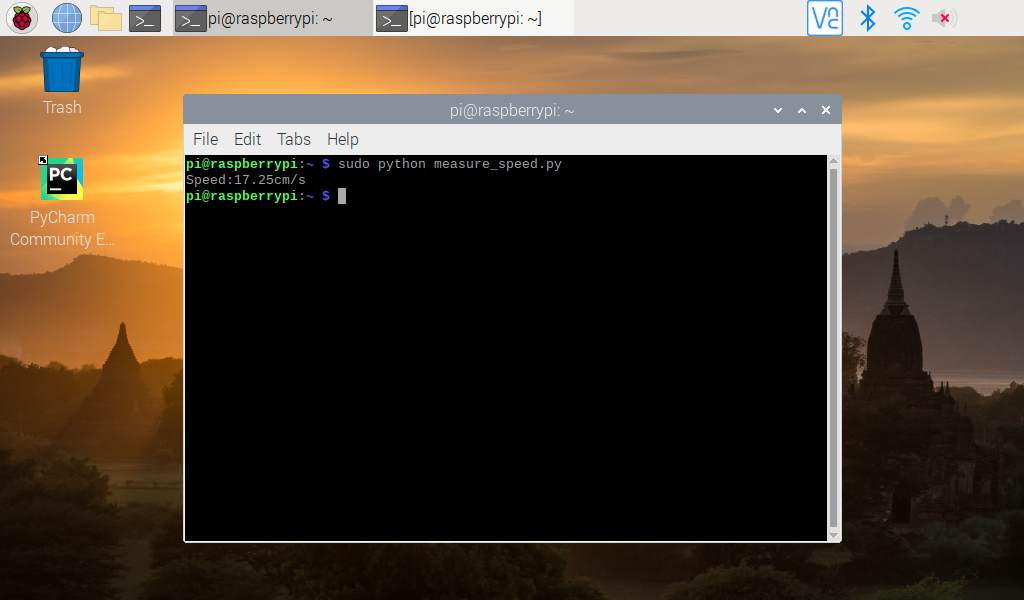 pi@raspberrypi: ~
[pi@raspberrypi: ~]
Trash
PC
PyCharm
Community E...
pi@raspberrypi: ~
File Edit Tabs Help
pi@raspberrypi:~ $ sudo python measure_speed.py
Speed:17.25cm/s
pi@raspberrypi:~ $